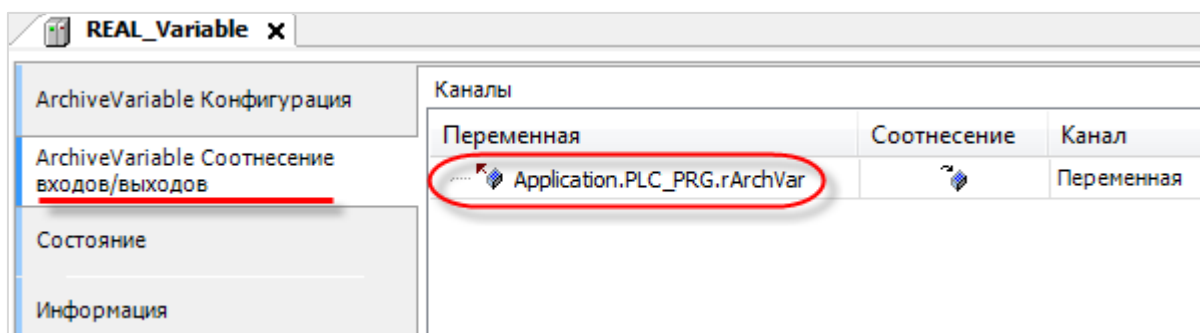 REAL_Variable x
ArchiveVariable Конфигурация
ArchiveVariable Соотнесение
входов/выходов
Состояние
Информация
Каналы
Переменная Соотнесение Канал
Application.PLC_PRG.rArchVar Переменная